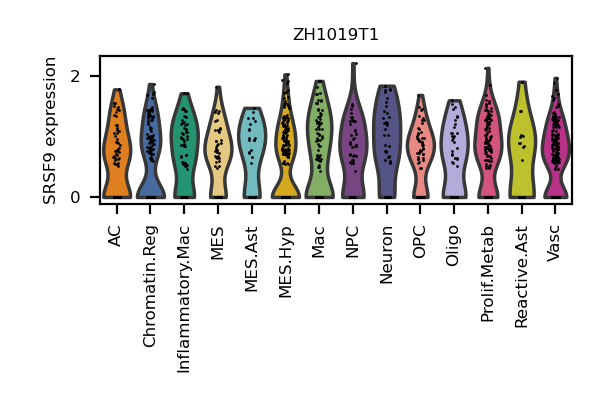 ZH1019T1
SRSF9 expression
2
0
AC
Chromatin.Reg
Inflammatory.Mac
MES
MES.Ast
MES.Hyp
Mac
NPC
Neuron
OPC
Oligo
Prolif.Metab
Reactive.Ast
Vasc